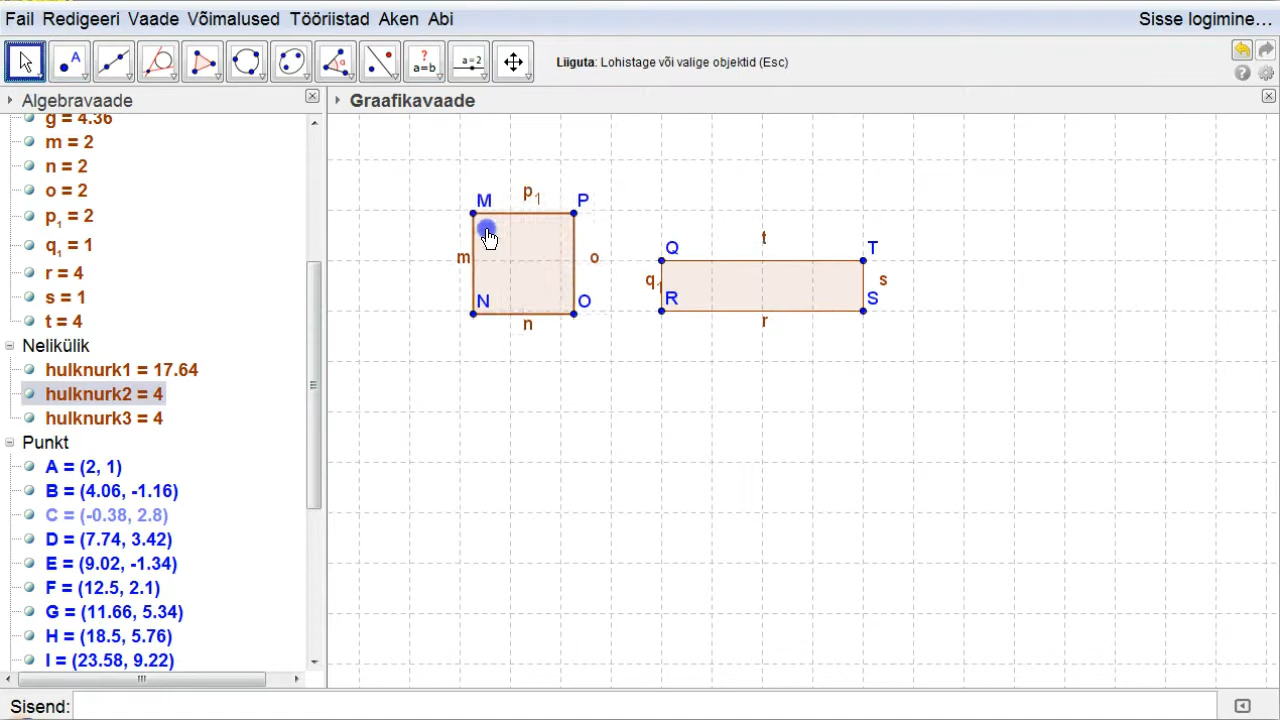 Fail Redigeeri Vaade Võimalused Tööriistad Aken Abi Sisse logimine…
A α ? a=b a=2 Liiguta: Lohistage või valige objektid (Esc) ?
Algebravaade Graafikavaade
g = 4.36
m = 2
n = 2
o = 2
p₁ = 2
q₁ = 1
r = 4
s = 1
t = 4
Nelikülik
hulknurk1 = 17.64
hulknurk2 = 4
hulknurk3 = 4
Punkt
A = (2, 1)
B = (4.06, -1.16)
C = (-0.38, 2.8)
D = (7.74, 3.42)
E = (9.02, -1.34)
F = (12.5, 2.1)
G = (11.66, 5.34)
H = (18.5, 5.76)
I = (23.58, 9.22)
M p₁ P
m o
N O
n
t
Q T
q₁ s
R S
r
Sisend: